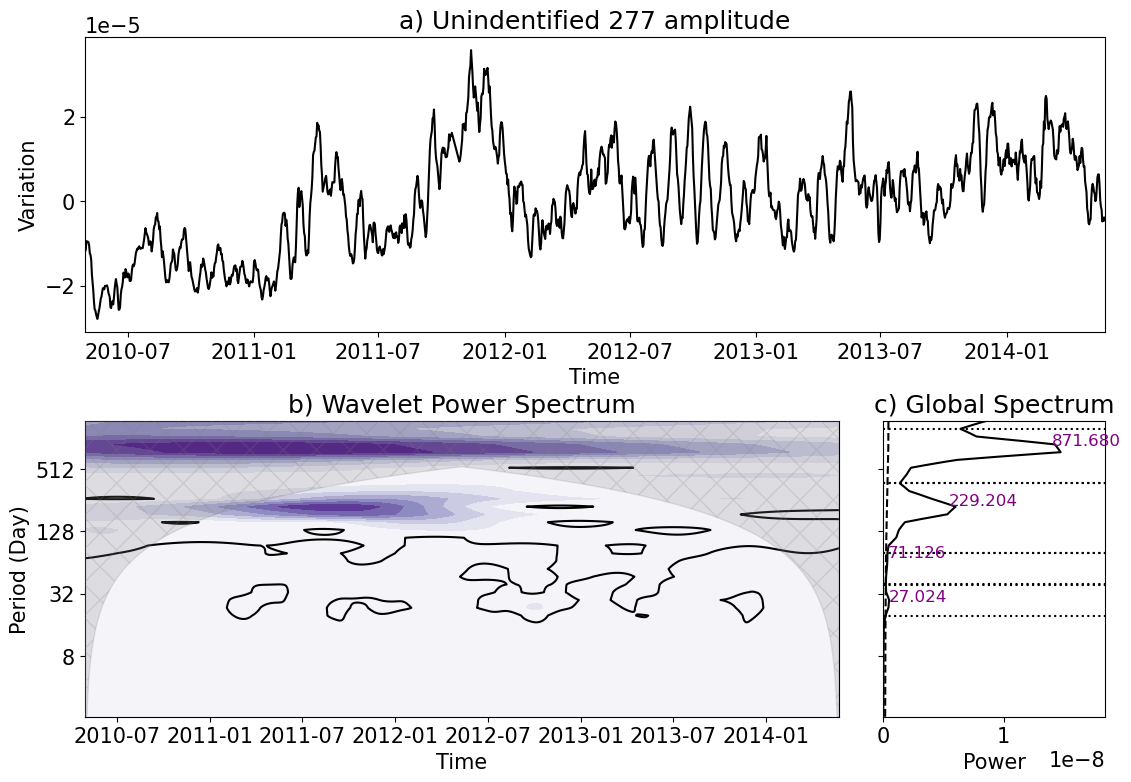 a) Unidentified 277 amplitude
1e−5
2
0
−2
Variation
2010-07 2011-01 2011-07 2012-01 2012-07 2013-01 2013-07 2014-01
Time
b) Wavelet Power Spectrum
512
128
32
8
Period (Day)
2010-07 2011-01 2011-07 2012-01 2012-07 2013-01 2013-07 2014-01
Time
c) Global Spectrum
871.680
229.204
71.126
27.024
0 1
1e−8
Power